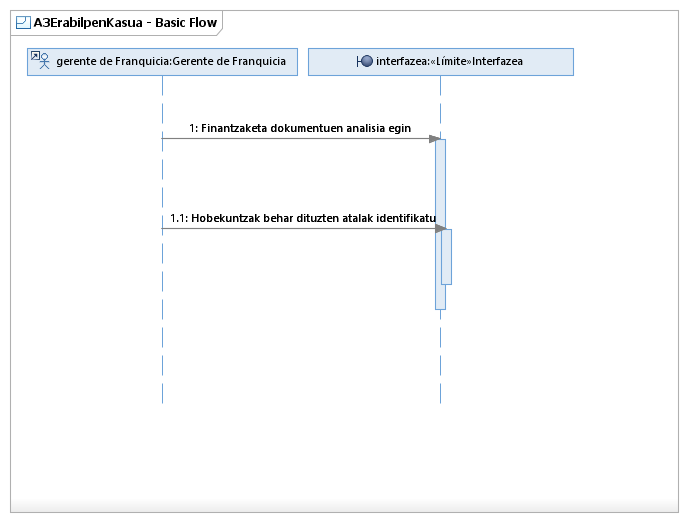 A3ErabilpenKasua - Basic Flow
gerente de Franquicia:Gerente de Franquicia
interfazea:«Límite»Interfazea
1: Finantzaketa dokumentuen analisia egin
1.1: Hobekuntzak behar dituzten atalak identifikatu